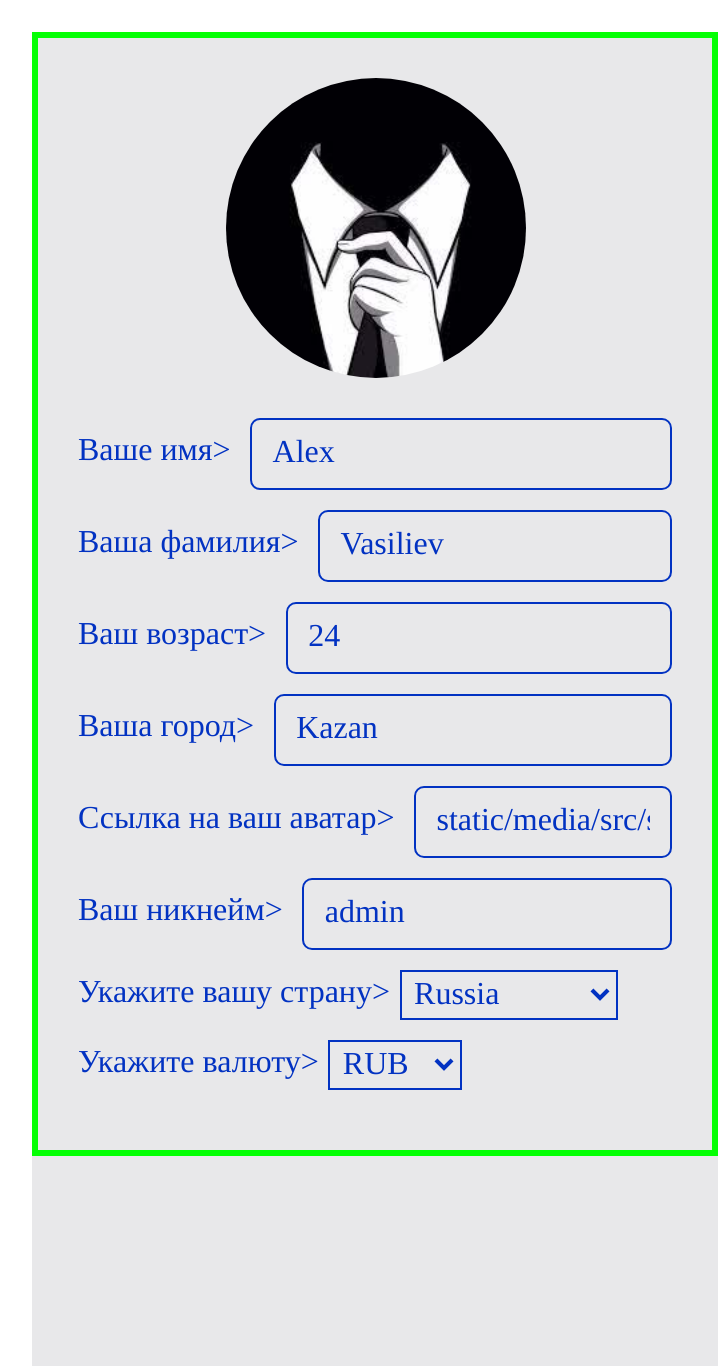 Ваше имя> Alex
Ваша фамилия> Vasiliev
Ваш возраст> 24
Ваша город> Kazan
Ссылка на ваш аватар> static/media/src/
Ваш никнейм> admin
Укажите вашу страну> Russia
Укажите валюту> RUB